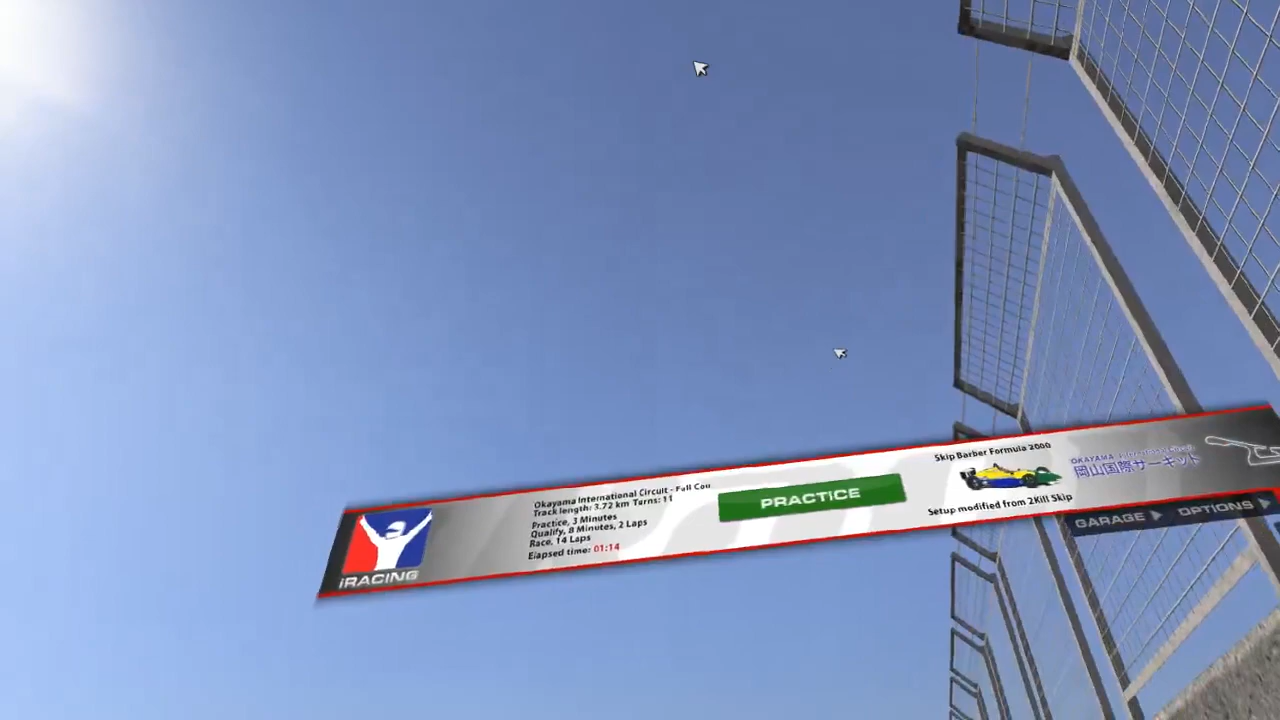 iRACING
Okayama International Circuit - Full Cou
Track length: 3.72 km Turns: 11
Practice, 3 Minutes
Qualify, 8 Minutes, 2 Laps
Race, 14 Laps
Elapsed time: 01:14
PRACTICE
Skip Barber Formula 2000
Setup modified from 2Kill Skip
岡山国際サーキット
GARAGE
OPTIONS